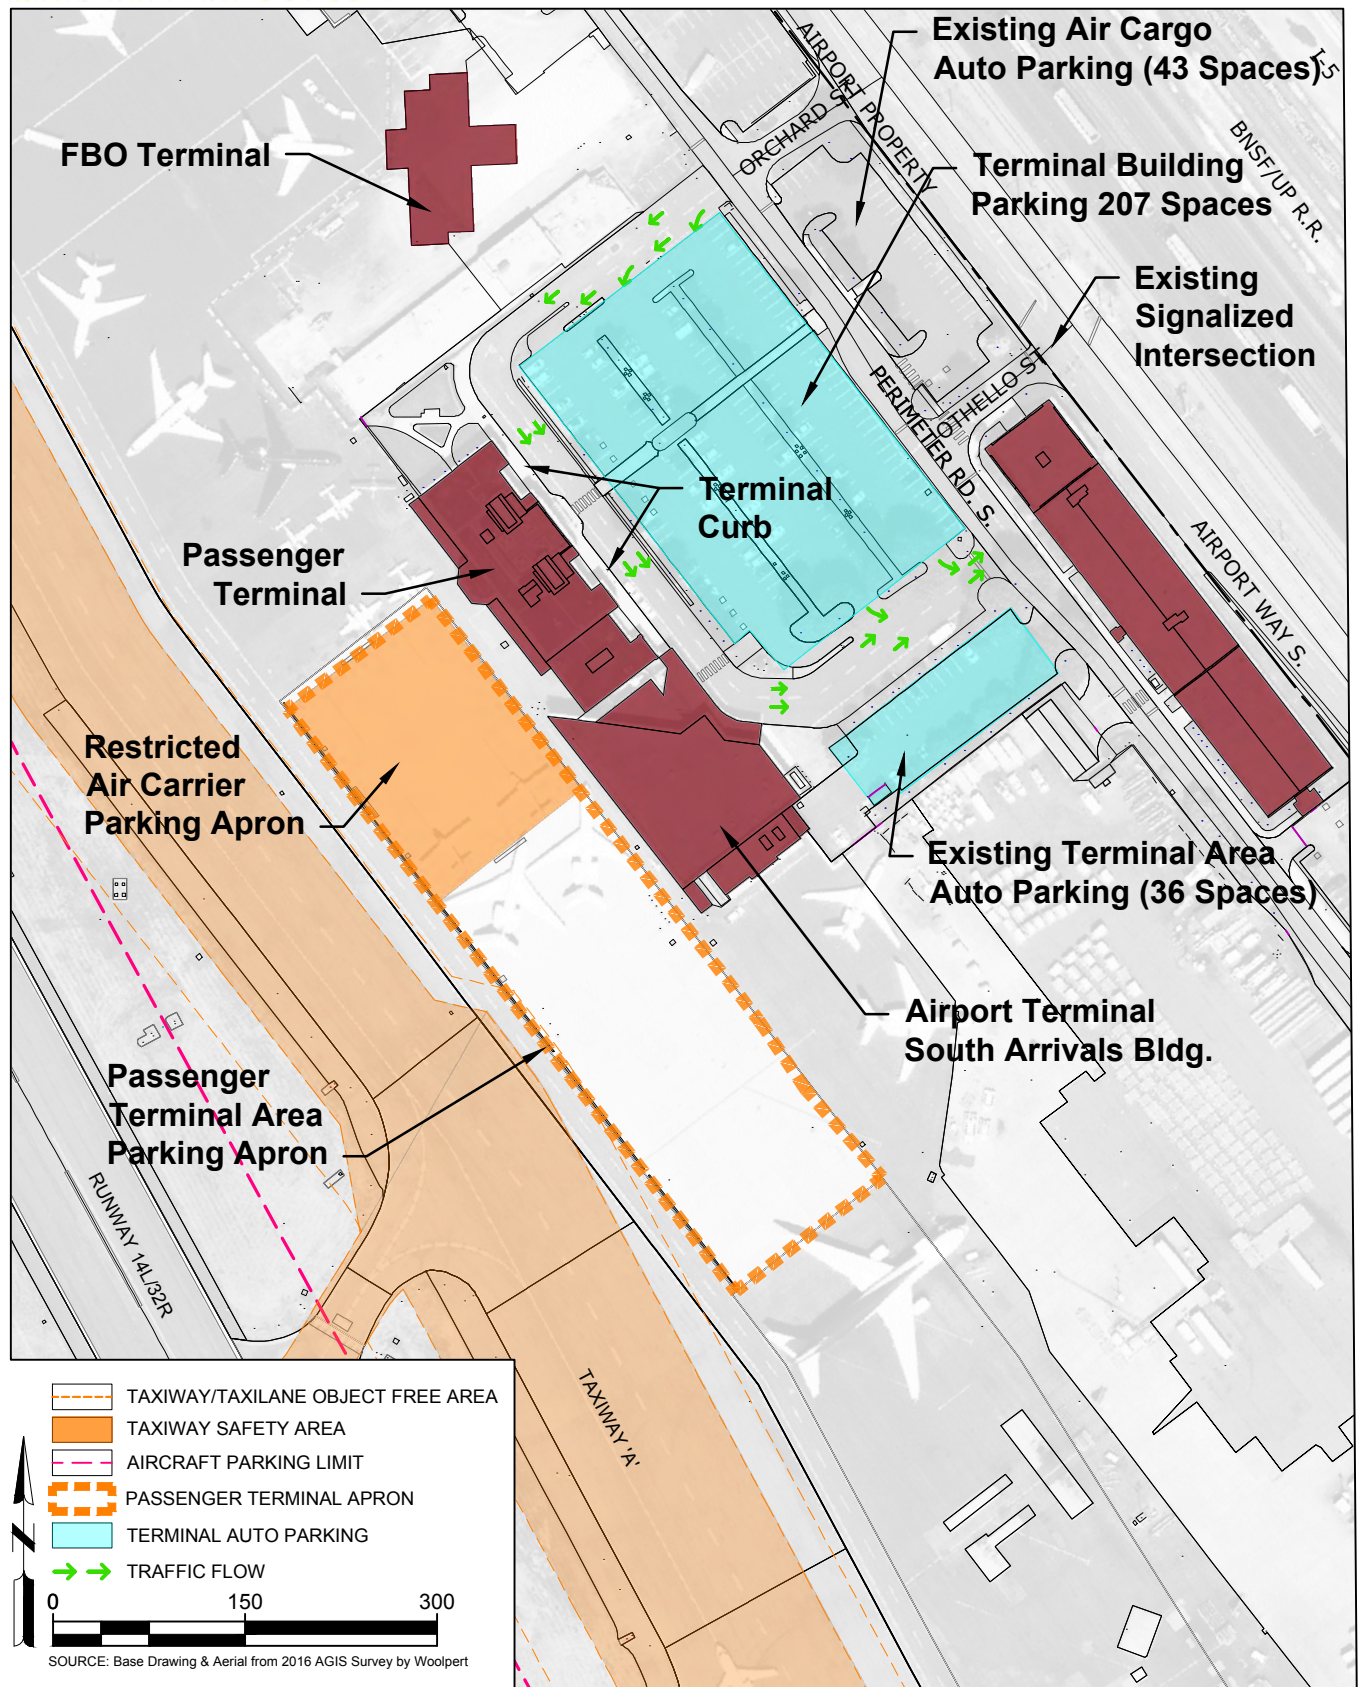 Existing Air Cargo
Auto Parking (43 Spaces)
I-5
AIRPORT PROPERTY
BNSF/UP R.R.
ORCHARD ST
FBO Terminal
Terminal Building
Parking 207 Spaces
Existing
Signalized
Intersection
PERIMETER RD. S.
OTHELLO ST
Terminal
Curb
AIRPORT WAY S.
Passenger
Terminal
Restricted
Air Carrier
Parking Apron
Existing Terminal Area
Auto Parking (36 Spaces)
Airport Terminal
South Arrivals Bldg.
Passenger
Terminal Area
Parking Apron
RUNWAY 14L/32R
TAXIWAY 'A'
TAXIWAY/TAXILANE OBJECT FREE AREA
TAXIWAY SAFETY AREA
AIRCRAFT PARKING LIMIT
PASSENGER TERMINAL APRON
TERMINAL AUTO PARKING
TRAFFIC FLOW
N
0 150 300
SOURCE: Base Drawing & Aerial from 2016 AGIS Survey by Woolpert